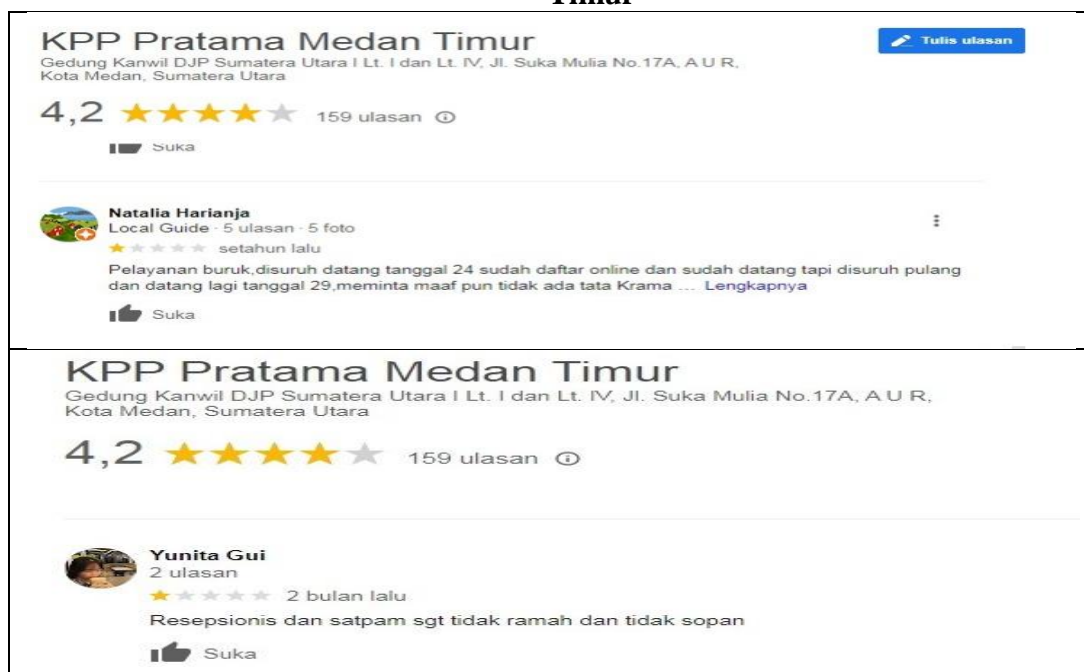 Timur
KPP Pratama Medan Timur
Tulis ulasan
Gedung Kanwil DJP Sumatera Utara I Lt. I dan Lt. IV, Jl. Suka Mulia No.17A, A U R,
Kota Medan, Sumatera Utara
4,2 159 ulasan
Suka
Natalia Harianja
Local Guide · 5 ulasan · 5 foto
setahun lalu
Pelayanan buruk,disuruh datang tanggal 24 sudah daftar online dan sudah datang tapi disuruh pulang
dan datang lagi tanggal 29,meminta maaf pun tidak ada tata Krama ... Lengkapnya
Suka
KPP Pratama Medan Timur
Gedung Kanwil DJP Sumatera Utara I Lt. I dan Lt. IV, Jl. Suka Mulia No.17A, A U R,
Kota Medan, Sumatera Utara
4,2 159 ulasan
Yunita Gui
2 ulasan
2 bulan lalu
Resepsionis dan satpam sgt tidak ramah dan tidak sopan
Suka